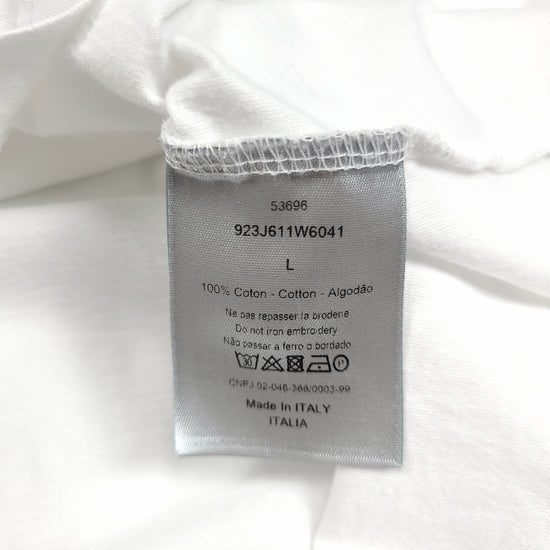 53696
923J611W6041
L
100% Coton - Cotton - Algodão
Ne pas repasser la broderie
Do not iron embroidery
Não passar a ferro o bordado
30 P
CNPJ 02-046-366/0003-99
Made In ITALY
ITALIA